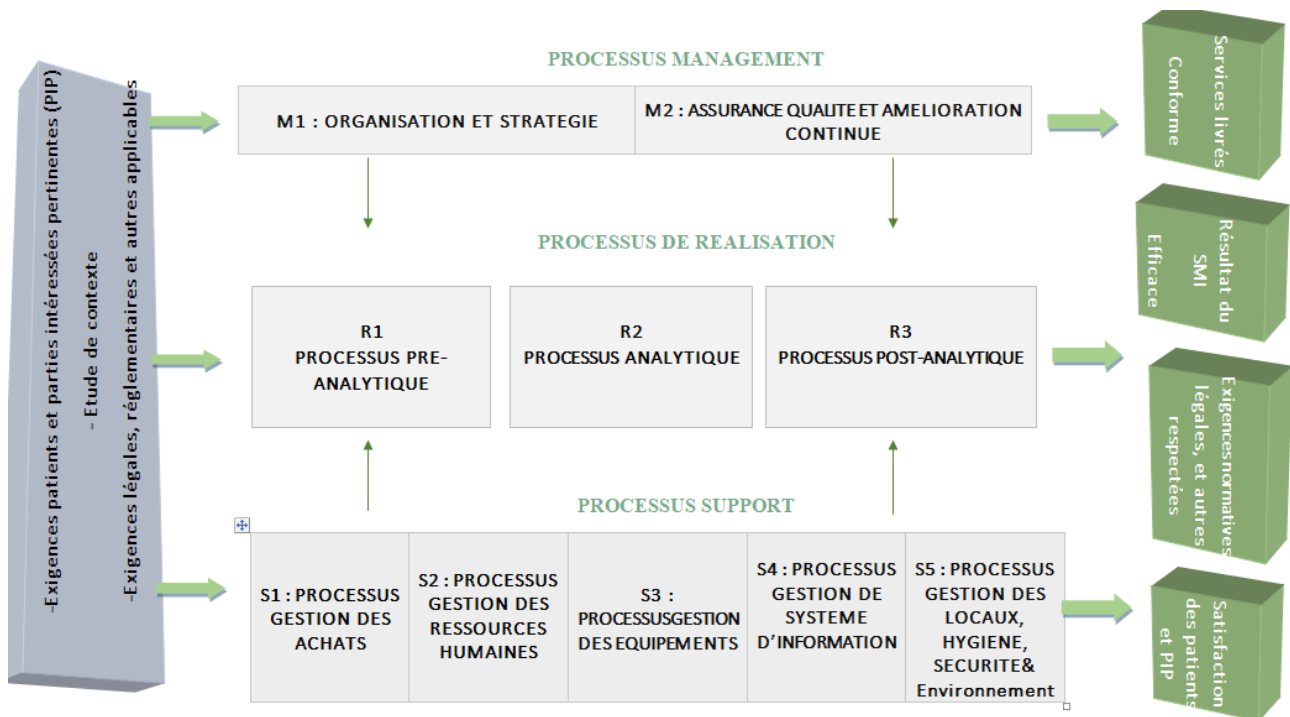 -Exigences patients et parties intéressées pertinentes (PIP)
- Etude de contexte
-Exigences légales, réglementaires et autres applicables
PROCESSUS MANAGEMENT
M1 : ORGANISATION ET STRATEGIE
M2 : ASSURANCE QUALITE ET AMELIORATION
CONTINUE
PROCESSUS DE REALISATION
R1
PROCESSUS PRE-
ANALYTIQUE
R2
PROCESSUS ANALYTIQUE
R3
PROCESSUS POST-ANALYTIQUE
PROCESSUS SUPPORT
S1 : PROCESSUS
GESTION DES
ACHATS
S2 : PROCESSUS
GESTION DES
RESSOURCES
HUMAINES
S3 :
PROCESSUSGESTION
DES EQUIPEMENTS
S4 : PROCESSUS
GESTION DE
SYSTEME
D'INFORMATION
S5 : PROCESSUS
GESTION DES
LOCAUX,
HYGIENE,
SECURITE&
Environnement
Services livrés
Conforme
Résultat du
SMI
Efficace
Exigences normatives
légales, et autres
respectées
Satisfaction
des patients
et PIP